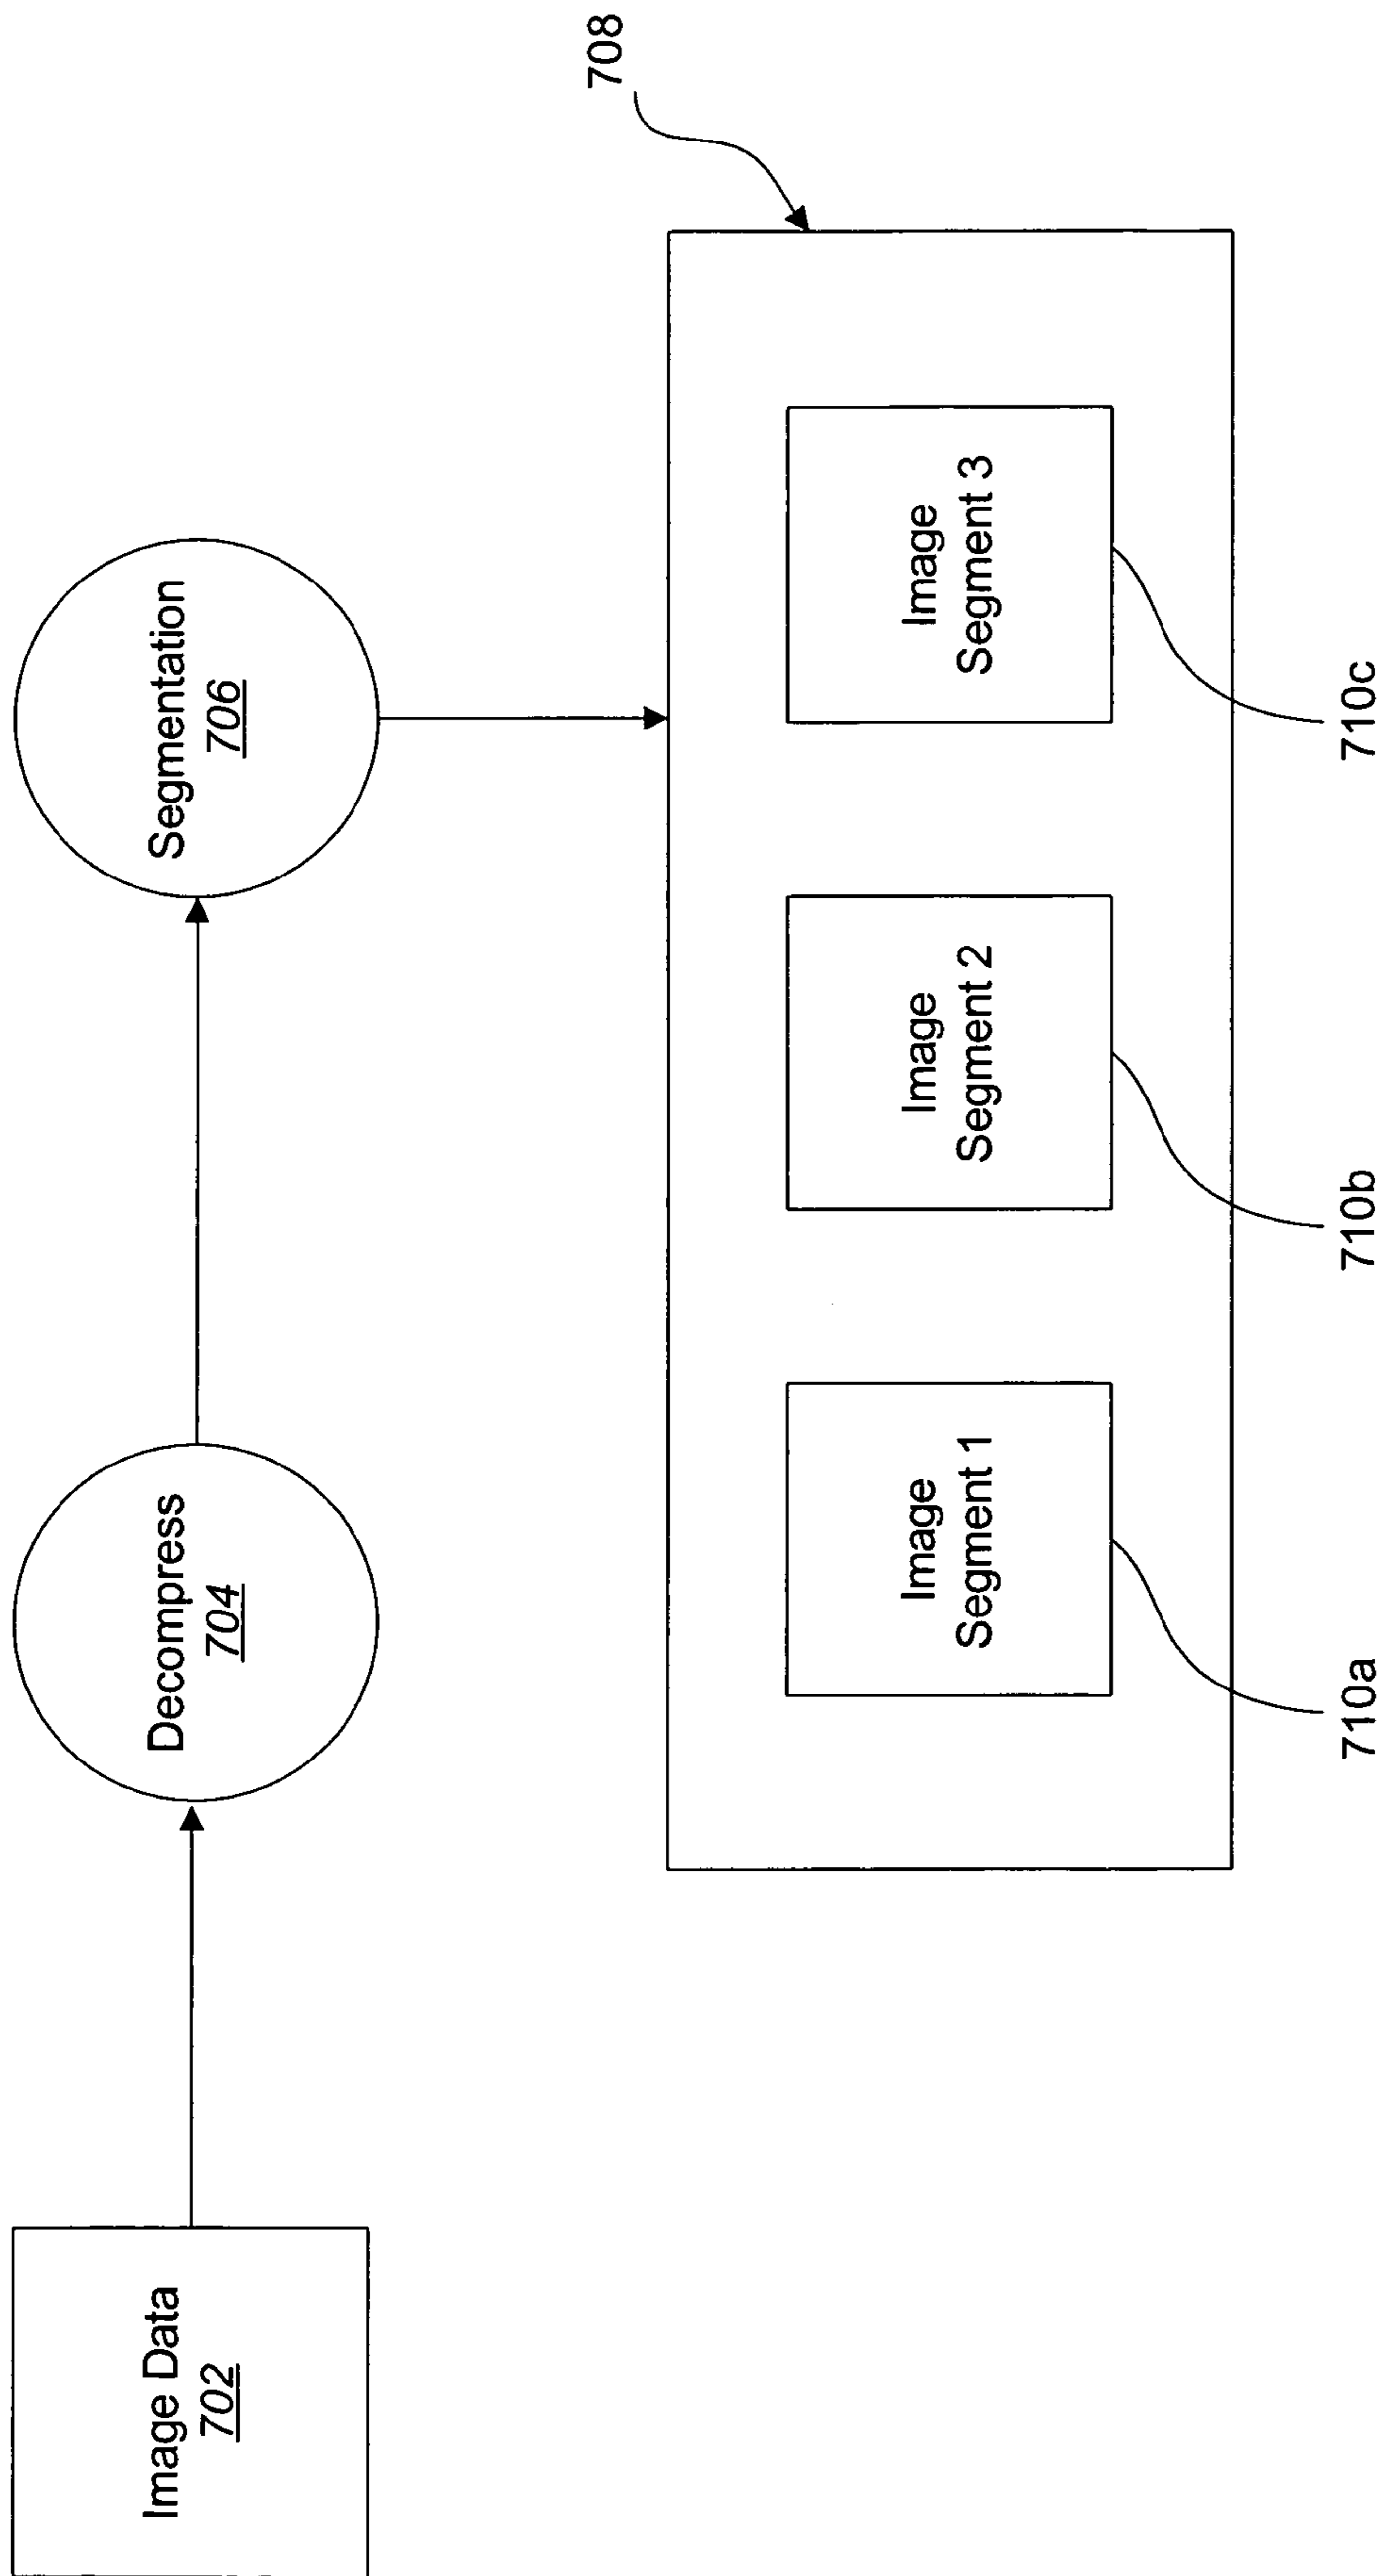 Image Data
702
Decompress
704
Segmentation
706
708
Image
Segment 1
Image
Segment 2
Image
Segment 3
710a
710b
710c